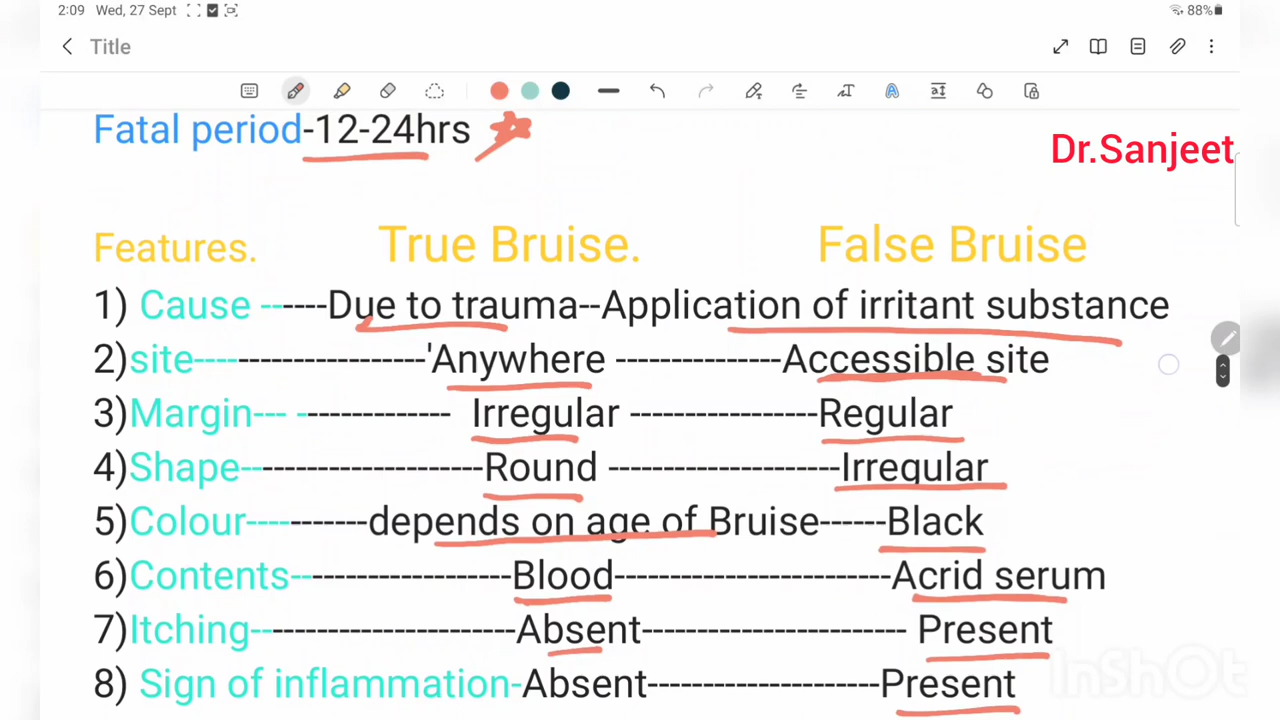 2:09 Wed, 27 Sept 88%
Title
Fatal period-12-24hrs
Dr.Sanjeet
Features. True Bruise. False Bruise
1) Cause ------Due to trauma--Application of irritant substance
2)site---------------------'Anywhere -------------Accessible site
3)Margin--- ------------ Irregular --------------Regular
4)Shape------------------Round -----------------Irregular
5)Colour-----------depends on age of Bruise------Black
6)Contents-----------------Blood--------------------Acrid serum
7)Itching--------------------Absent------------------- Present
8) Sign of inflammation-Absent-----------------Present
InShOt